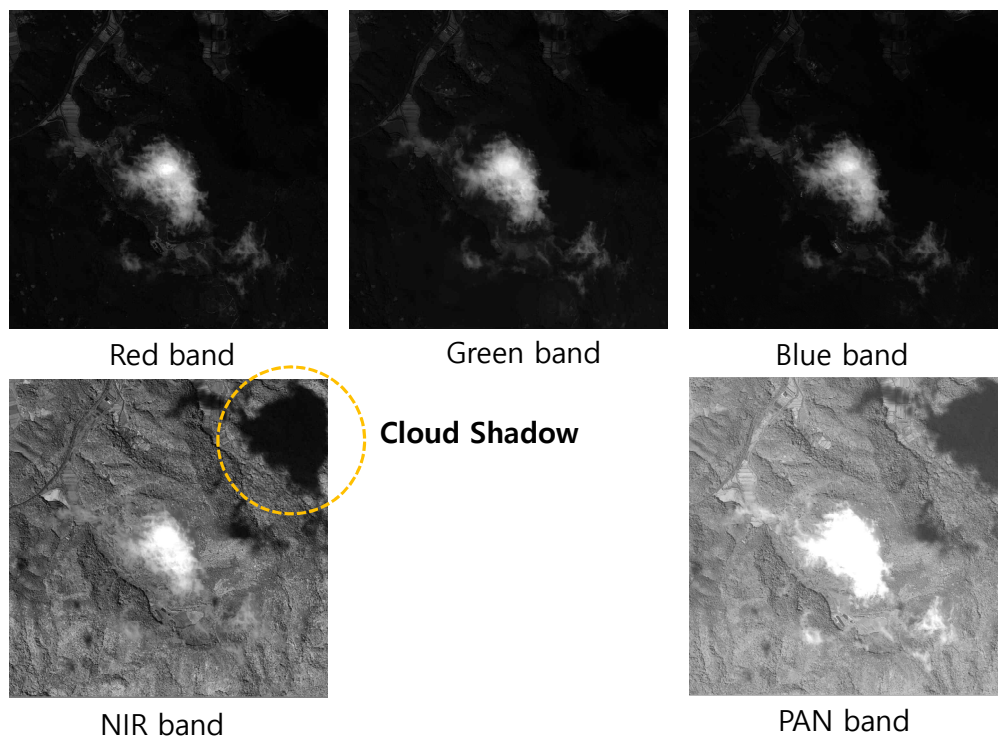 Red band
Green band
Blue band
Cloud Shadow
NIR band
PAN band